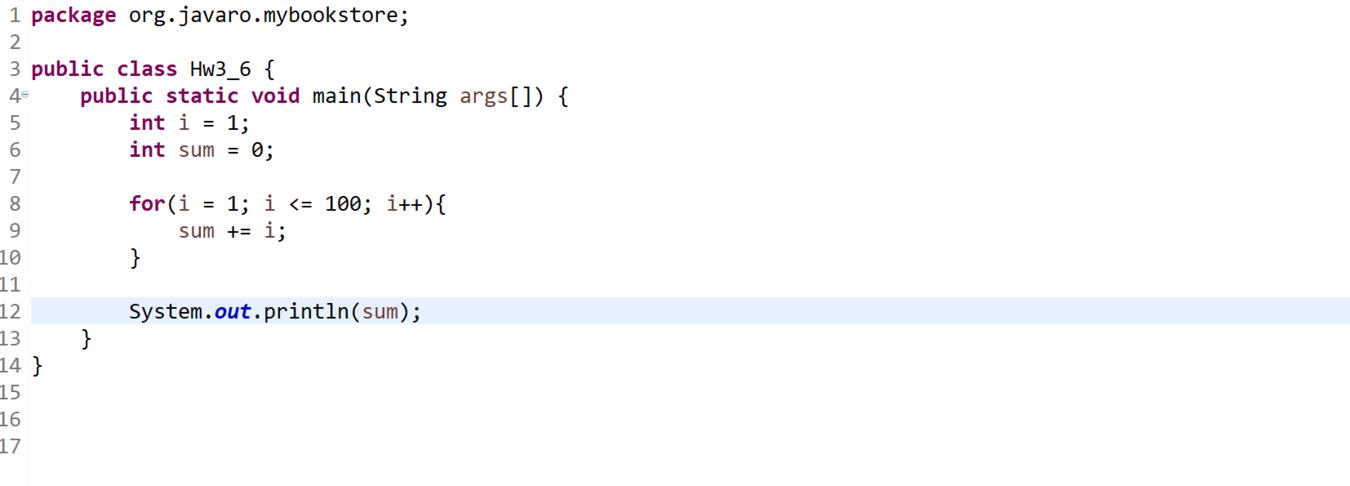 1 package org.javaro.mybookstore;
2
3 public class Hw3_6 {
4     public static void main(String args[]) {
5         int i = 1;
6         int sum = 0;
7
8         for(i = 1; i <= 100; i++){
9             sum += i;
10         }
11
12         System.out.println(sum);
13     }
14 }
15
16
17